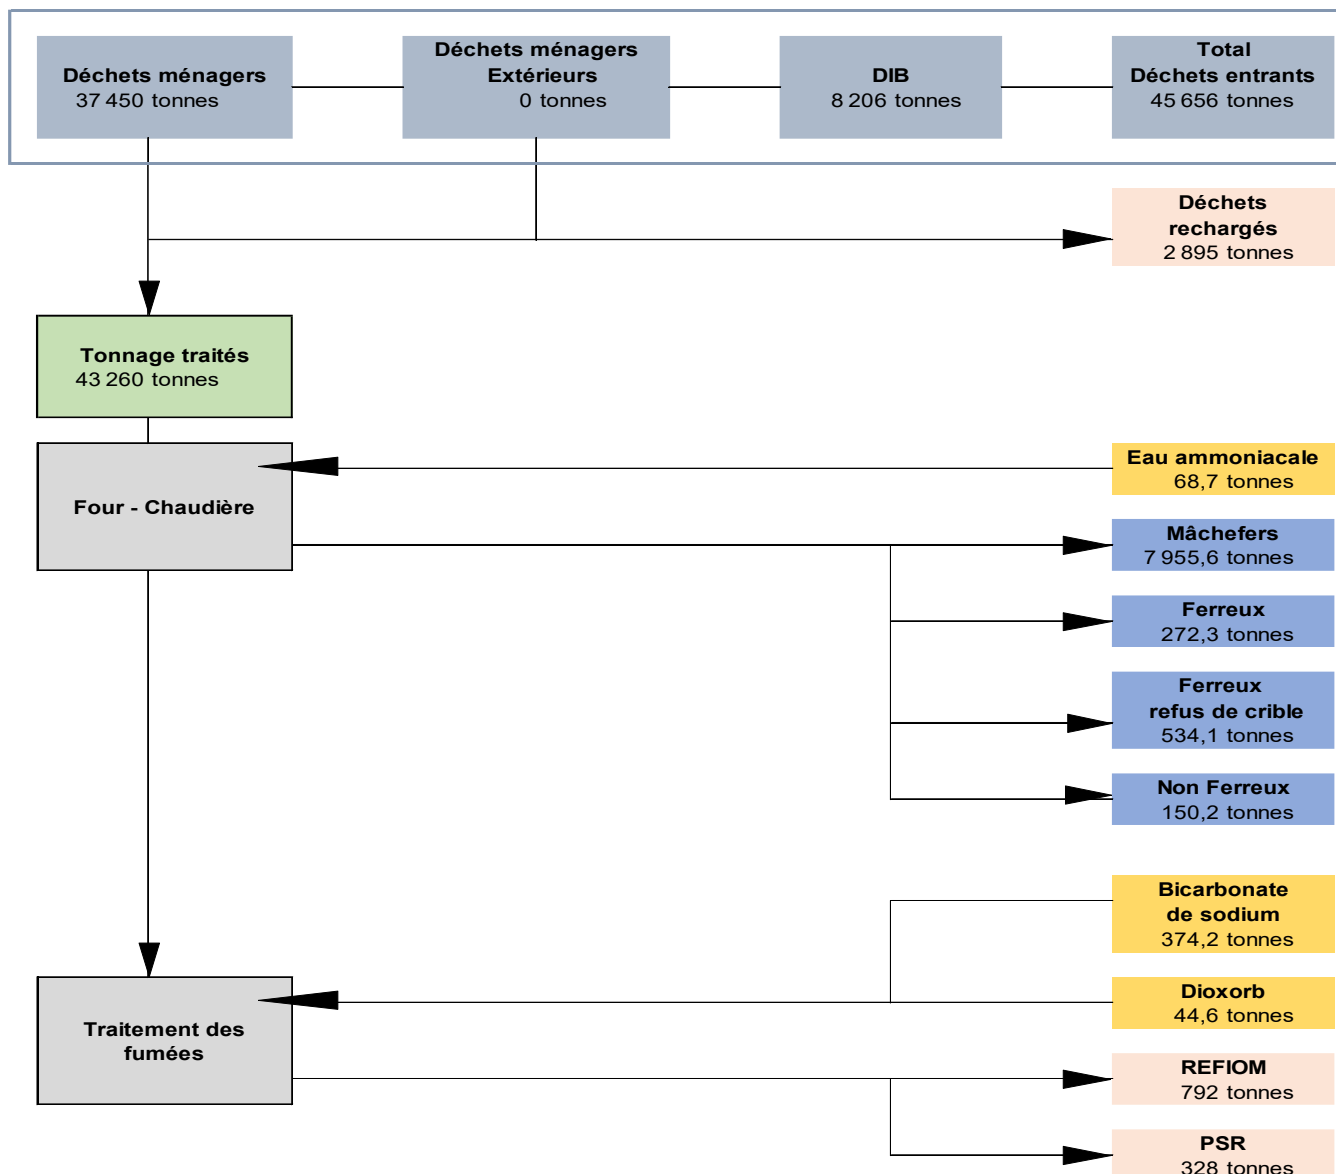 Déchets ménagers
37 450 tonnes
Déchets ménagers
Extérieurs
0 tonnes
DIB
8 206 tonnes
Total
Déchets entrants
45 656 tonnes
Déchets
rechargés
2 895 tonnes
Tonnage traités
43 260 tonnes
Four - Chaudière
Eau ammoniacale
68,7 tonnes
Mâchefers
7 955,6 tonnes
Ferreux
272,3 tonnes
Ferreux
refus de crible
534,1 tonnes
Non Ferreux
150,2 tonnes
Bicarbonate
de sodium
374,2 tonnes
Dioxorb
44,6 tonnes
Traitement des
fumées
REFIOM
792 tonnes
PSR
328 tonnes